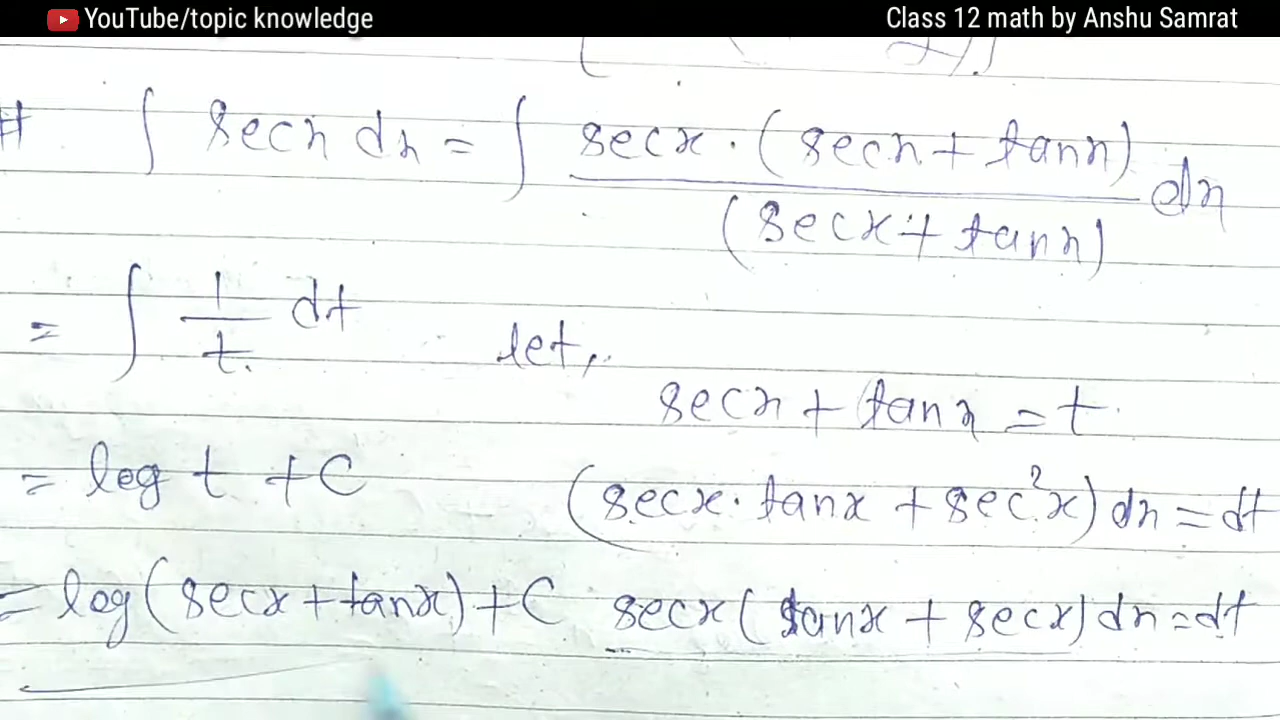 YouTube/topic knowledge
Class 12 math by Anshu Samrat
# ∫ secx dx = ∫ secx · (secx + tanx) / (secx + tanx) dx
= ∫ 1/t dt
let,
secx + tanx = t
= log t + C
(secx · tanx + sec²x) dx = dt
= log(secx + tanx) + C
secx (tanx + secx) dx = dt